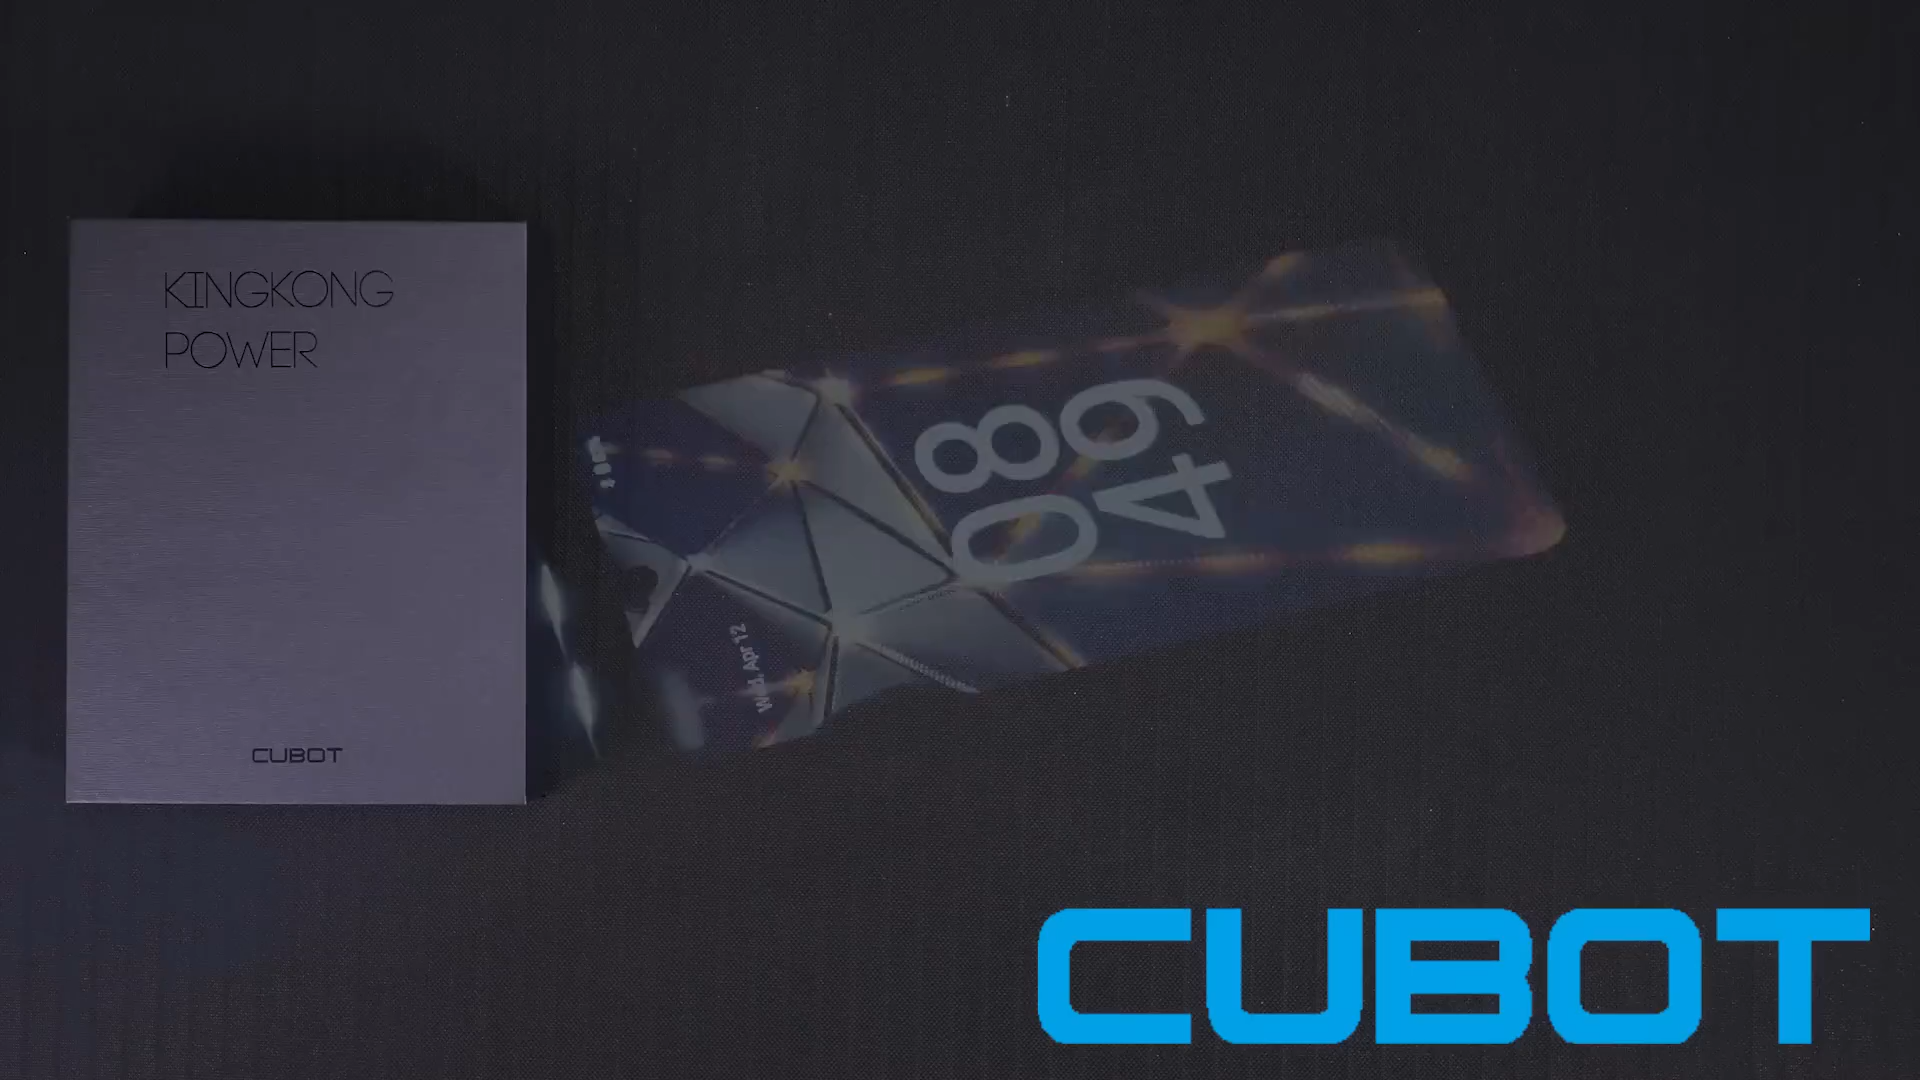 KINGKONG
POWER
CUBOT
08
49
Wed, Apr 12
CUBOT